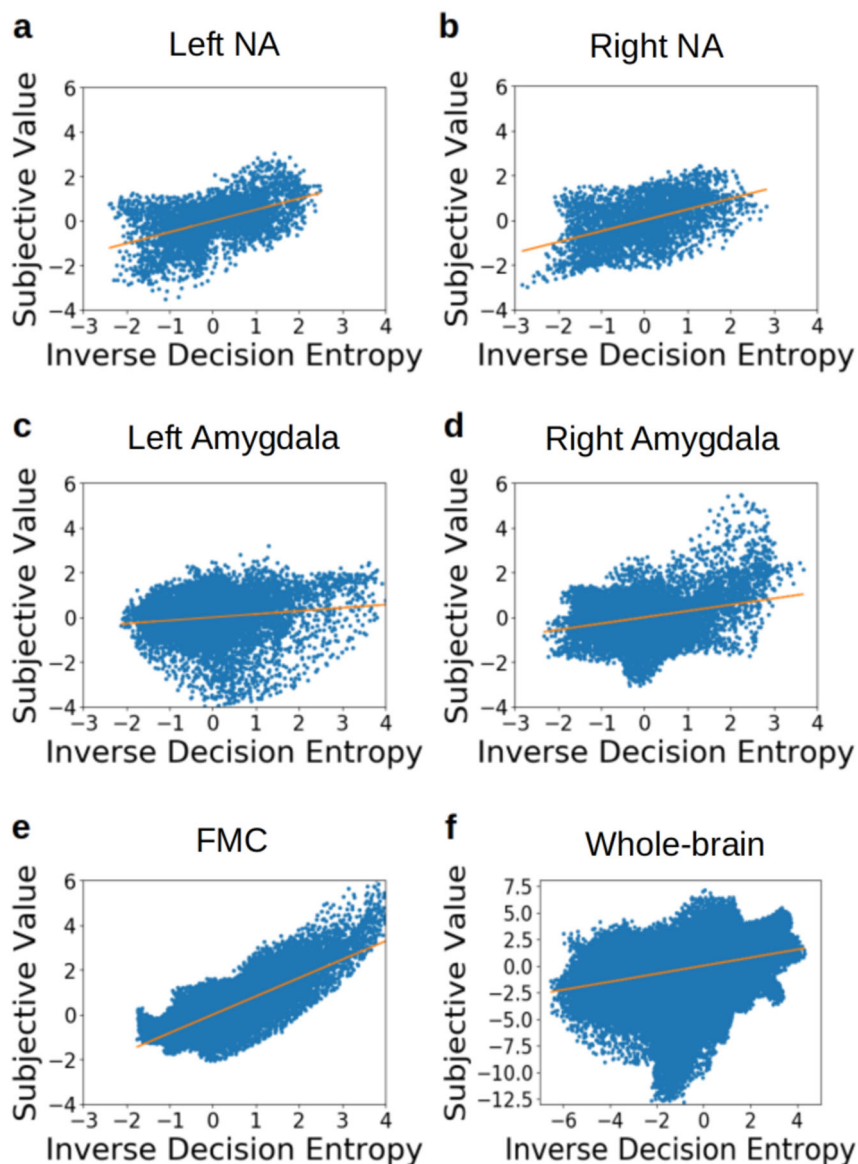 a
Left NA
Subjective Value
6
4
2
0
−2
−4
−3 −2 −1 0 1 2 3 4
Inverse Decision Entropy
b
Right NA
Subjective Value
6
4
2
0
−2
−4
−3 −2 −1 0 1 2 3 4
Inverse Decision Entropy
c
Left Amygdala
Subjective Value
6
4
2
0
−2
−4
−3 −2 −1 0 1 2 3 4
Inverse Decision Entropy
d
Right Amygdala
Subjective Value
6
4
2
0
−2
−4
−3 −2 −1 0 1 2 3 4
Inverse Decision Entropy
e
FMC
Subjective Value
6
4
2
0
−2
−4
−3 −2 −1 0 1 2 3 4
Inverse Decision Entropy
f
Whole-brain
Subjective Value
7.5
5.0
2.5
0.0
−2.5
−5.0
−7.5
−10.0
−12.5
−6 −4 −2 0 2 4
Inverse Decision Entropy